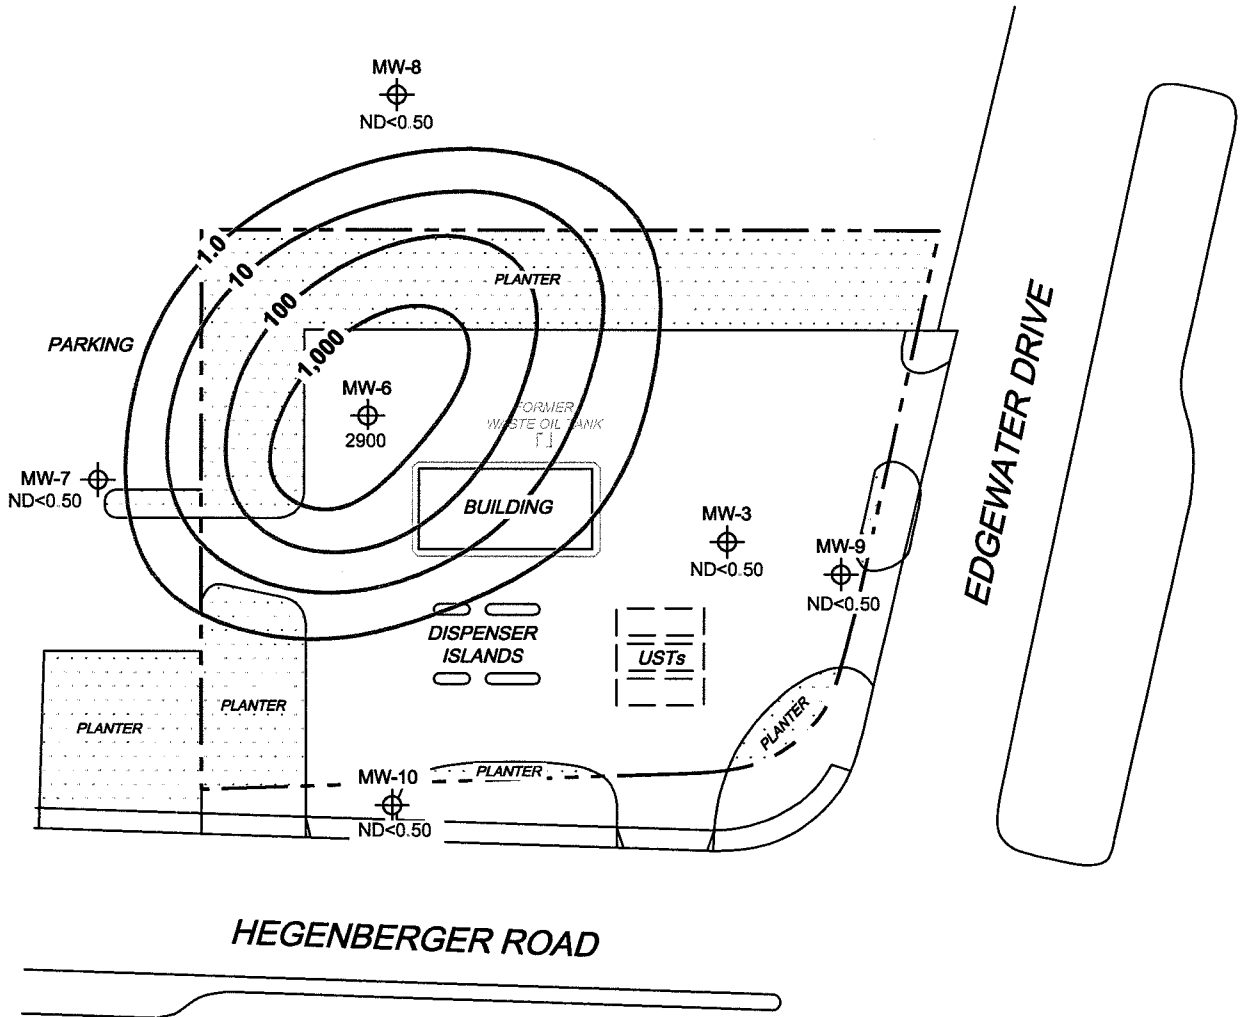 MW-8
ND<0.50
1.0
10
100
1,000
PLANTER
PARKING
MW-6
2900
FORMER
WASTE OIL TANK
MW-7
ND<0.50
BUILDING
MW-3
ND<0.50
MW-9
ND<0.50
EDGEWATER DRIVE
DISPENSER
ISLANDS
USTs
PLANTER
PLANTER
PLANTER
PLANTER
MW-10
ND<0.50
HEGENBERGER ROAD